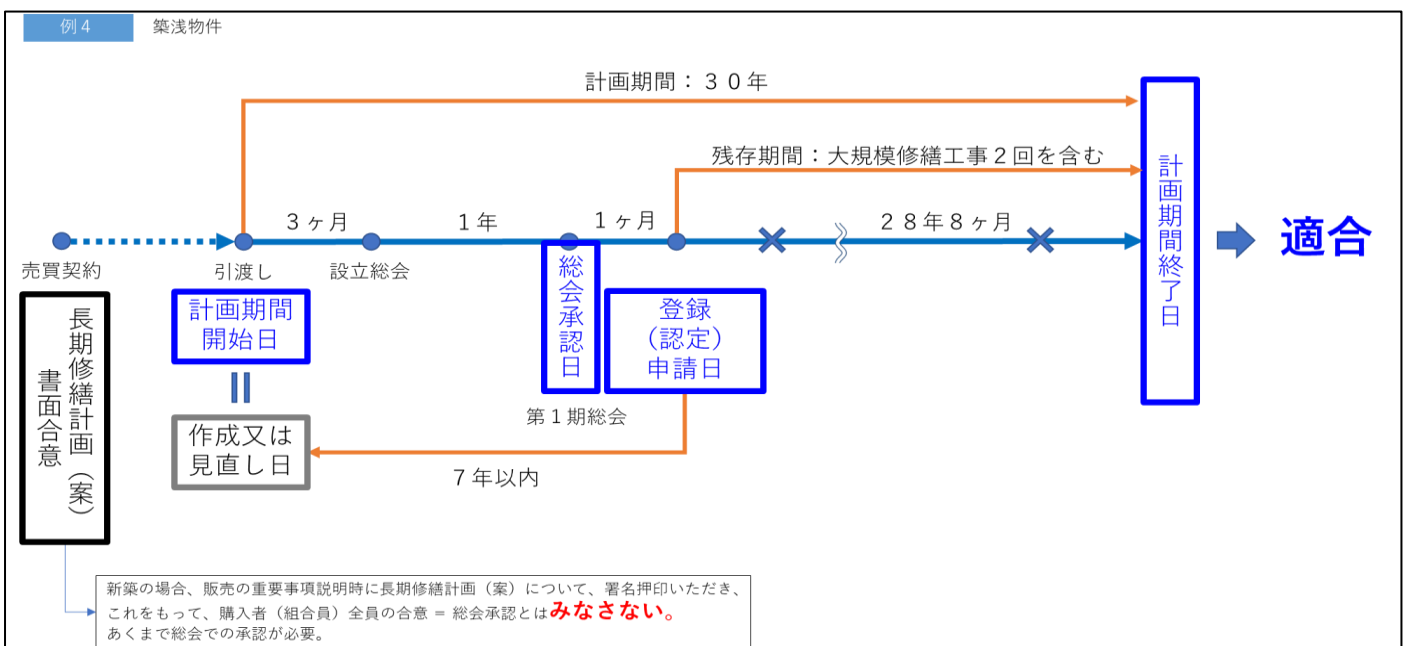 例4
築浅物件
計画期間：３０年
残存期間：大規模修繕工事２回を含む
３ヶ月
１年
１ヶ月
２８年８ヶ月
売買契約
引渡し
設立総会
計画期間
開始日
総会承認日
登録
（認定）
申請日
計画期間終了日
適合
長期修繕計画（案）
書面合意
作成又は
見直し日
第１期総会
７年以内
新築の場合、販売の重要事項説明時に長期修繕計画（案）について、署名押印いただき、
これをもって、購入者（組合員）全員の合意 = 総会承認とはみなさない。
あくまで総会での承認が必要。